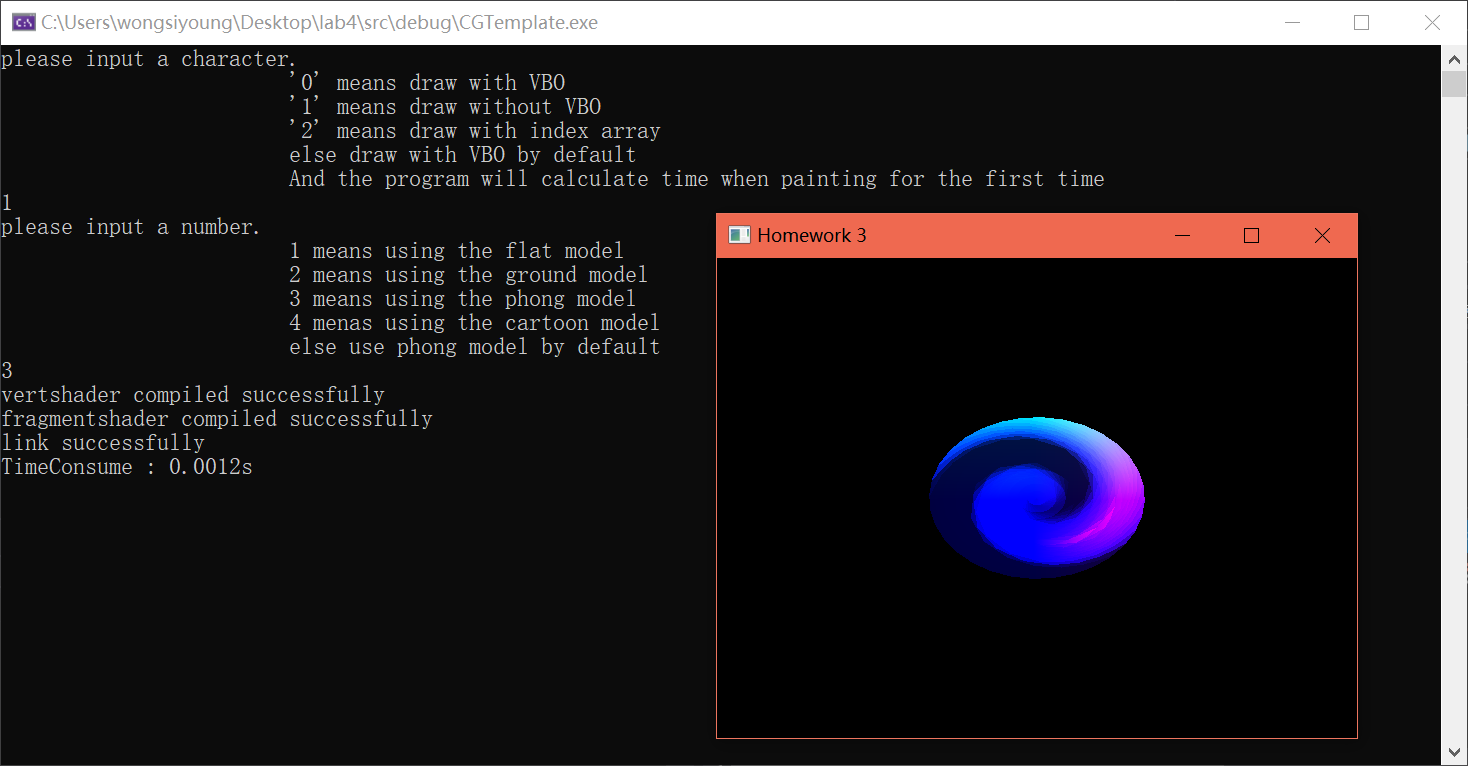 C:\Users\wongsiyoung\Desktop\lab4\src\debug\CGTemplate.exe
please input a character.
'0' means draw with VBO
'1' means draw without VBO
'2' means draw with index array
else draw with VBO by default
And the program will calculate time when painting for the first time
1
please input a number.
1 means using the flat model
2 means using the ground model
3 means using the phong model
4 menas using the cartoon model
else use phong model by default
3
vertshader compiled successfully
fragmentshader compiled successfully
link successfully
TimeConsume : 0.0012s
Homework 3